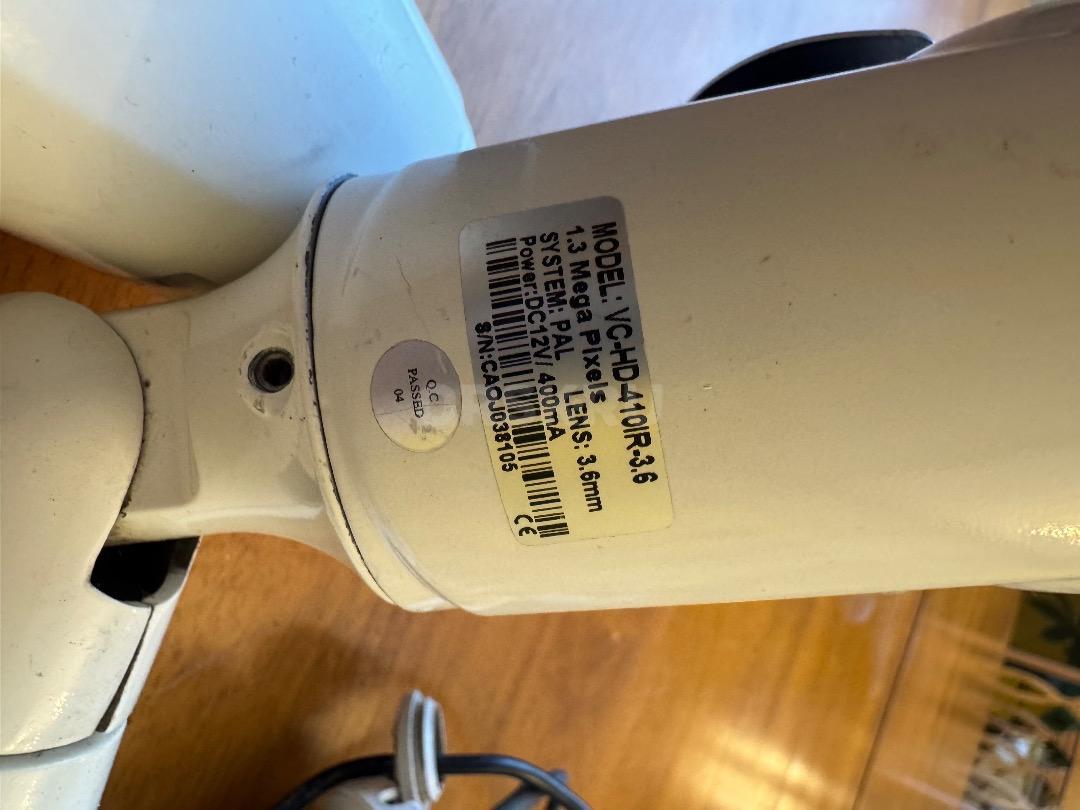 MODEL: VC-HD-410IR-3.6
1.3 Mega Pixels
SYSTEM: PAL LENS: 3.6mm
Power:DC12V/ 400mA
S/N:CAOJ038105
CE
Q.C
PASSED
04